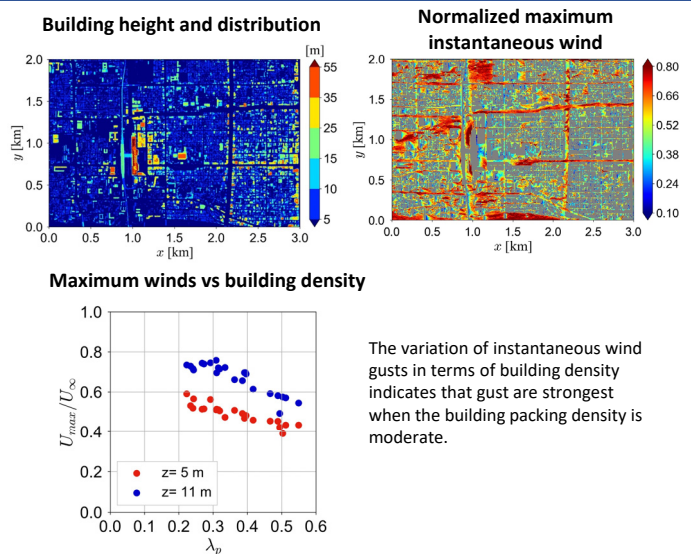 Building height and distribution
[m]
55
35
25
15
10
5
2.0
1.5
1.0
0.5
0.0
y [km]
0.0 0.5 1.0 1.5 2.0 2.5 3.0
x [km]
Normalized maximum
instantaneous wind
0.80
0.66
0.52
0.38
0.24
0.10
2.0
1.5
1.0
0.5
0.0
y [km]
0.0 0.5 1.0 1.5 2.0 2.5 3.0
x [km]
Maximum winds vs building density
1.0
0.8
0.6
0.4
0.2
0.0
U_max/U_∞
z= 5 m
z= 11 m
0.0 0.1 0.2 0.3 0.4 0.5 0.6
λ_p
The variation of instantaneous wind
gusts in terms of building density
indicates that gust are strongest
when the building packing density is
moderate.